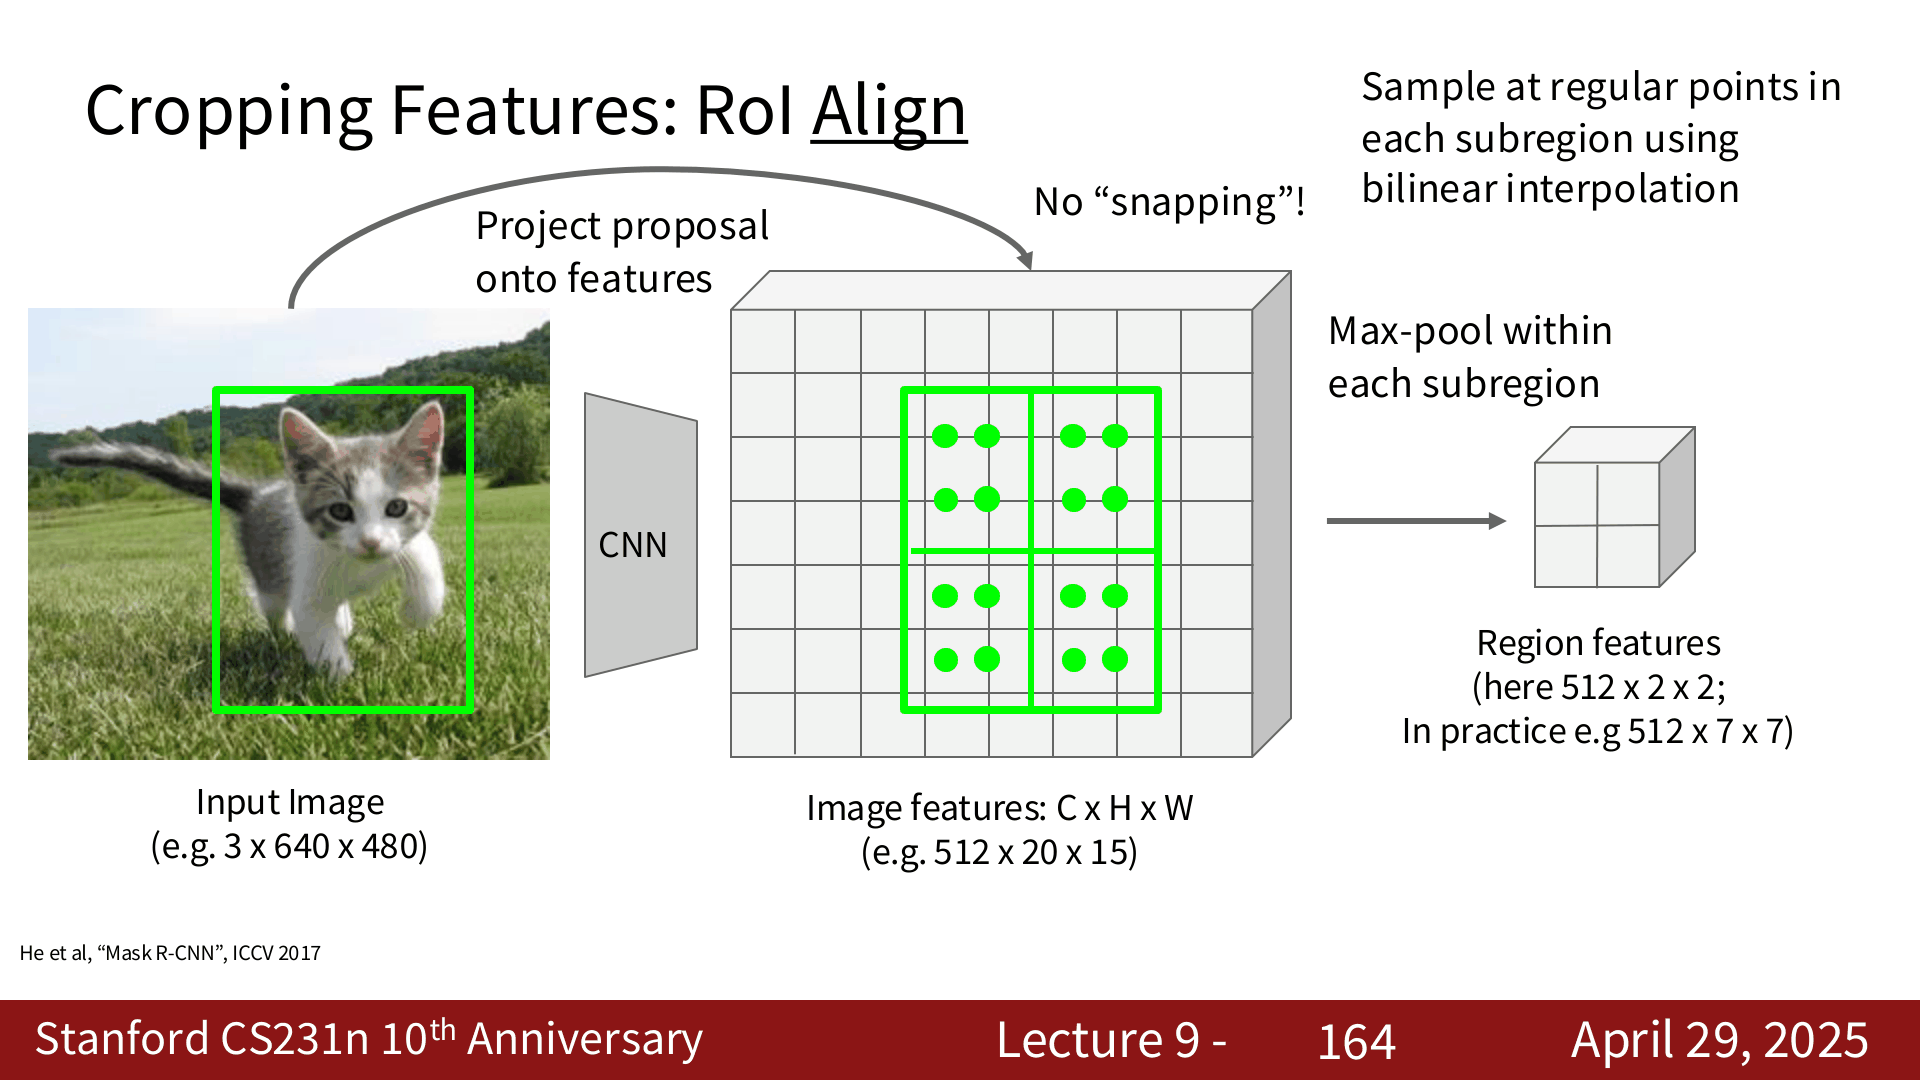 Cropping Features: RoI Align
Sample at regular points in
each subregion using
bilinear interpolation
No “snapping”!
Project proposal
onto features
Max-pool within
each subregion
CNN
Region features
(here 512 x 2 x 2;
In practice e.g 512 x 7 x 7)
Input Image
(e.g. 3 x 640 x 480)
Image features: C x H x W
(e.g. 512 x 20 x 15)
He et al, “Mask R-CNN”, ICCV 2017
Stanford CS231n 10th Anniversary
Lecture 9 - 164
April 29, 2025